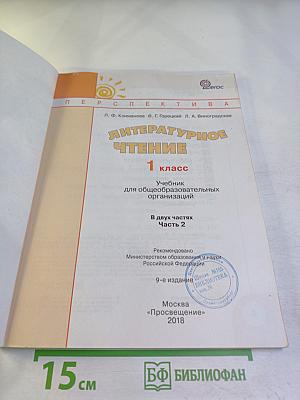 ФГОС
ПЕРСПЕКТИВА
Л. Ф. Климанова В. Г. Горецкий Л. А. Виноградская
ЛИТЕРАТУРНОЕ
ЧТЕНИЕ
1 класс
Учебник
для общеобразовательных
организаций
В двух частях
Часть 2
Рекомендовано
Министерством образования и науки
Российской Федерации
9-е издание
БИБЛИОТЕКА
Москва
«Просвещение»
2018
15 см
БФ БИБЛИОФАН